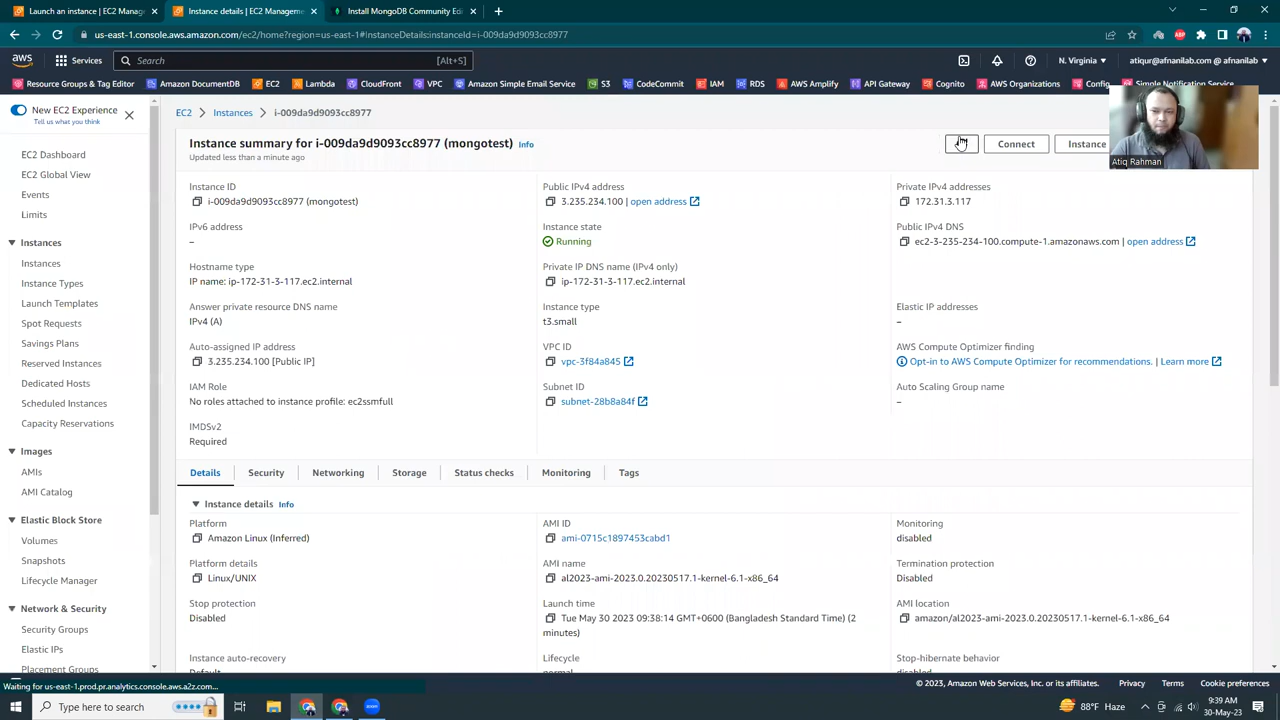 Launch an instance | EC2 Manag
Instance details | EC2 Managem
Install MongoDB Community Edi
us-east-1.console.aws.amazon.com/ec2/home?region=us-east-1#InstanceDetails:instanceId=i-009da9d9093cc8977
aws
Services
Search
[Alt+S]
N. Virginia
atiqur@afnanilab.com @ afnanilab
Resource Groups & Tag Editor
Amazon DocumentDB
EC2
Lambda
CloudFront
VPC
Amazon Simple Email Service
S3
CodeCommit
IAM
RDS
AWS Amplify
API Gateway
Cognito
AWS Organizations
Config
Simple Notification Service
New EC2 Experience
Tell us what you think
EC2 Dashboard
EC2 Global View
Events
Limits
Instances
Instances
Instance Types
Launch Templates
Spot Requests
Savings Plans
Reserved Instances
Dedicated Hosts
Scheduled Instances
Capacity Reservations
Images
AMIs
AMI Catalog
Elastic Block Store
Volumes
Snapshots
Lifecycle Manager
Network & Security
Security Groups
Elastic IPs
Placement Groups
EC2
Instances
i-009da9d9093cc8977
Instance summary for i-009da9d9093cc8977 (mongotest) Info
Updated less than a minute ago
Connect
Instance
Atiq Rahman
Instance ID
i-009da9d9093cc8977 (mongotest)
Public IPv4 address
3.235.234.100 | open address
Private IPv4 addresses
172.31.3.117
IPv6 address
–
Instance state
Running
Public IPv4 DNS
ec2-3-235-234-100.compute-1.amazonaws.com | open address
Hostname type
IP name: ip-172-31-3-117.ec2.internal
Private IP DNS name (IPv4 only)
ip-172-31-3-117.ec2.internal
Answer private resource DNS name
IPv4 (A)
Instance type
t3.small
Elastic IP addresses
–
Auto-assigned IP address
3.235.234.100 [Public IP]
VPC ID
vpc-3f84a845
AWS Compute Optimizer finding
Opt-in to AWS Compute Optimizer for recommendations. | Learn more
IAM Role
No roles attached to instance profile: ec2ssmfull
Subnet ID
subnet-28b8a84f
Auto Scaling Group name
–
IMDSv2
Required
Details
Security
Networking
Storage
Status checks
Monitoring
Tags
Instance details Info
Platform
Amazon Linux (Inferred)
AMI ID
ami-0715c1897453cabd1
Monitoring
disabled
Platform details
Linux/UNIX
AMI name
al2023-ami-2023.0.20230517.1-kernel-6.1-x86_64
Termination protection
Disabled
Stop protection
Disabled
Launch time
Tue May 30 2023 09:38:14 GMT+0600 (Bangladesh Standard Time) (2
minutes)
AMI location
amazon/al2023-ami-2023.0.20230517.1-kernel-6.1-x86_64
Instance auto-recovery
Default
Lifecycle
normal
Stop-hibernate behavior
disabled
Waiting for us-east-1.prod.pr.analytics.console.aws.a2z.com...
© 2023, Amazon Web Services, Inc. or its affiliates.
Privacy
Terms
Cookie preferences
Type here to search
88°F Haze
9:39 AM
30-May-23